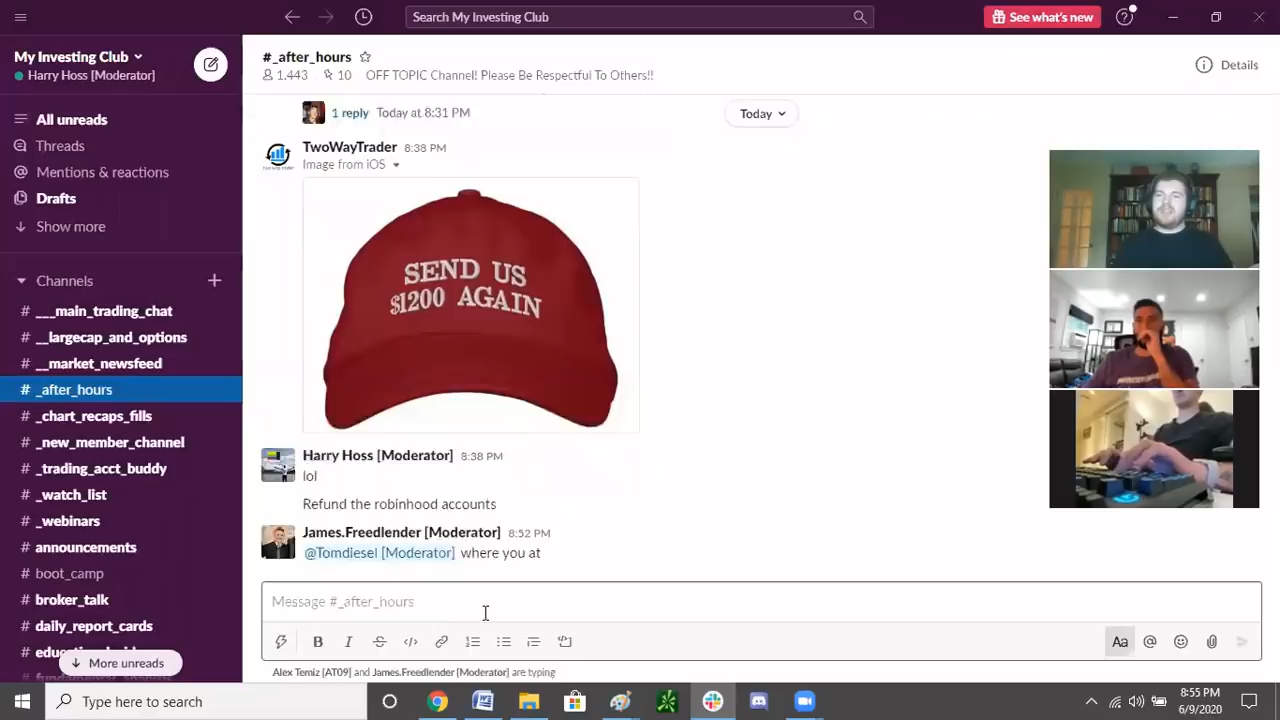 Search My Investing Club
See what's new
My Investing Club
Harry Hoss [Moderator]
All unreads
Threads
Mentions & reactions
Drafts
Show more
Channels
# ___main_trading_chat
# __largecap_and_options
# __market_newsfeed
# _after_hours
# _chart_recaps_fills
# _new_member_channel
# _trading_acct_buddy
# _watch_list
# _webinars
# announcements
# boot_camp
# broker_talk
# daily_report_cards
More unreads
#_after_hours
1,443 10 OFF TOPIC Channel! Please Be Respectful To Others!!
Details
1 reply Today at 8:31 PM
Today
TwoWayTrader 8:38 PM
Image from iOS
SEND US
$1200 AGAIN
Harry Hoss [Moderator] 8:38 PM
lol
Refund the robinhood accounts
James.Freedlender [Moderator] 8:52 PM
@Tomdiesel [Moderator] where you at
Message #_after_hours
B I S </> Aa @
Alex Temiz [AT09] and James.Freedlender [Moderator] are typing
Type here to search
8:55 PM
6/9/2020